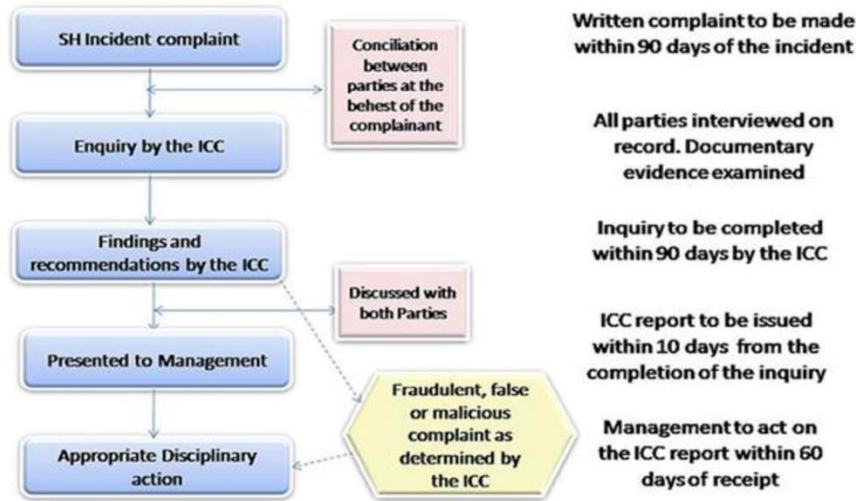 SH Incident complaint
Conciliation
between
parties at the
behest of the
complainant
Enquiry by the ICC
Findings and
recommendations by the ICC
Discussed with
both Parties
Presented to Management
Fraudulent, false
or malicious
complaint as
determined by
the ICC
Appropriate Disciplinary
action
Written complaint to be made
within 90 days of the incident
All parties interviewed on
record. Documentary
evidence examined
Inquiry to be completed
within 90 days by the ICC
ICC report to be issued
within 10 days from the
completion of the inquiry
Management to act on
the ICC report within 60
days of receipt